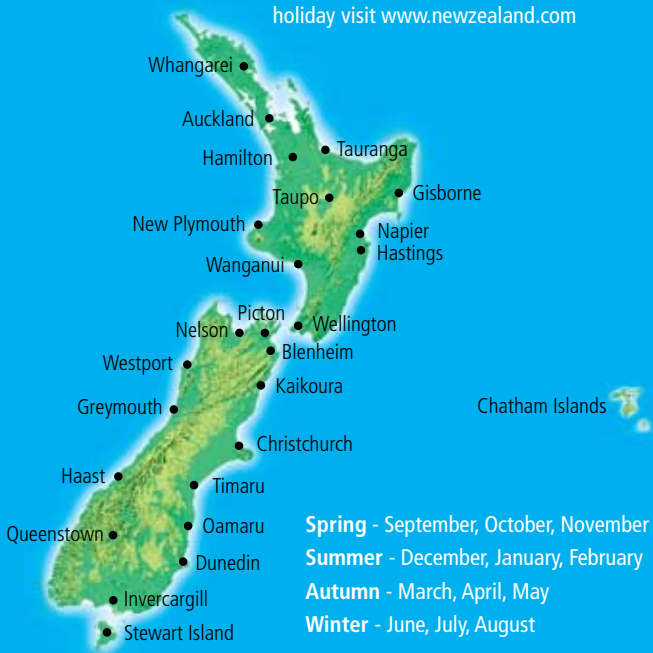 holiday visit www.newzealand.com
Whangarei
Auckland
Hamilton
Tauranga
Taupo
Gisborne
New Plymouth
Napier
Hastings
Wanganui
Picton
Nelson
Wellington
Blenheim
Westport
Kaikoura
Greymouth
Chatham Islands
Christchurch
Haast
Timaru
Queenstown
Oamaru
Dunedin
Invercargill
Stewart Island
Spring - September, October, November
Summer - December, January, February
Autumn - March, April, May
Winter - June, July, August